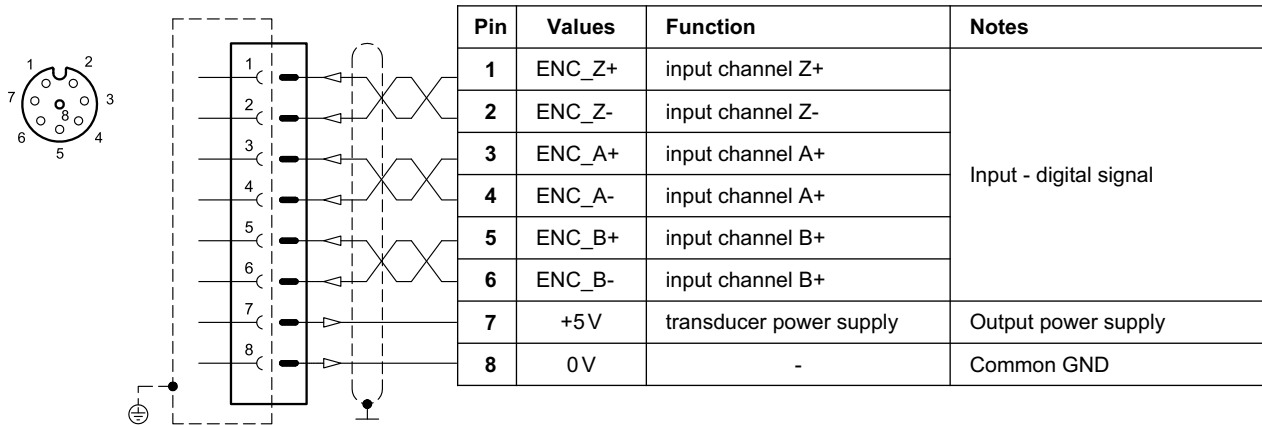 1 2
7 3
8
6 4
5
1
2
3
4
5
6
7
8
Pin Values Function Notes
1 ENC_Z+ input channel Z+
2 ENC_Z- input channel Z-
3 ENC_A+ input channel A+
Input - digital signal
4 ENC_A- input channel A+
5 ENC_B+ input channel B+
6 ENC_B- input channel B+
7 +5V transducer power supply Output power supply
8 0V - Common GND